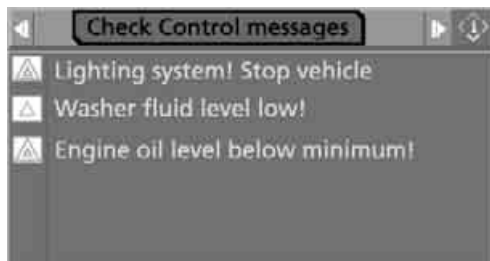 Check Control messages
Lighting system! Stop vehicle
Washer fluid level low!
Engine oil level below minimum!